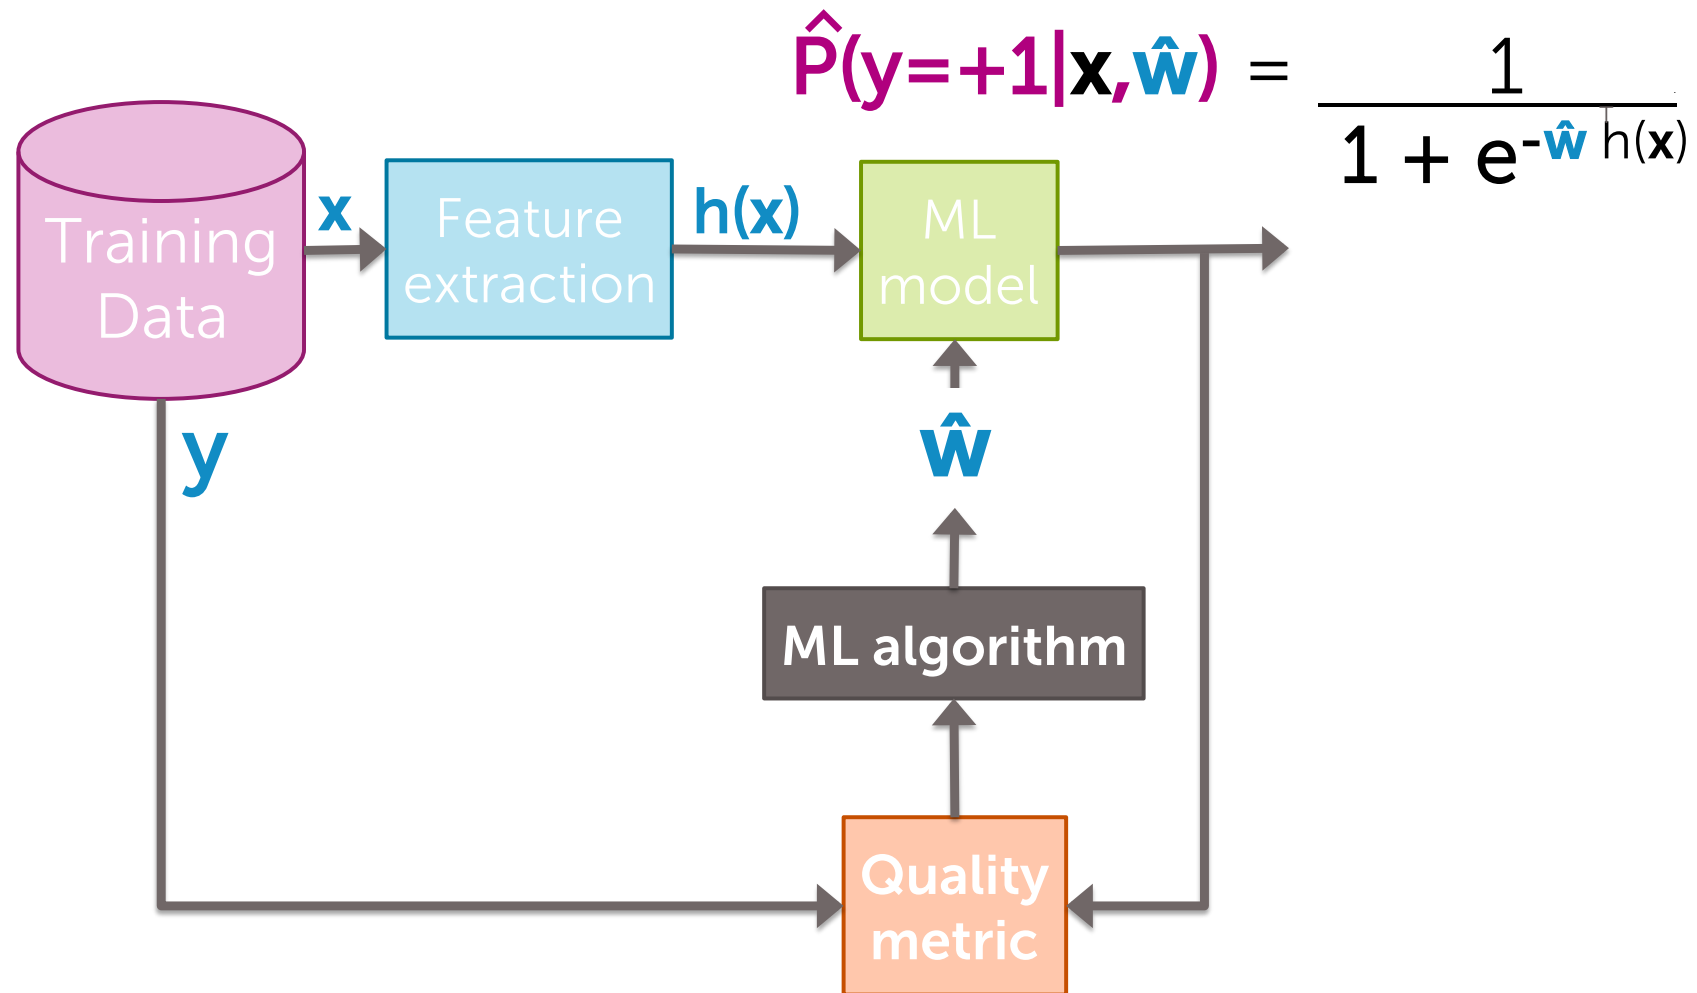 P̂(y=+1|x,ŵ) = 1
1 + e^-ŵ^T h(x)
Training
Data
x
Feature
extraction
h(x)
ML
model
y
ŵ
ML algorithm
Quality
metric